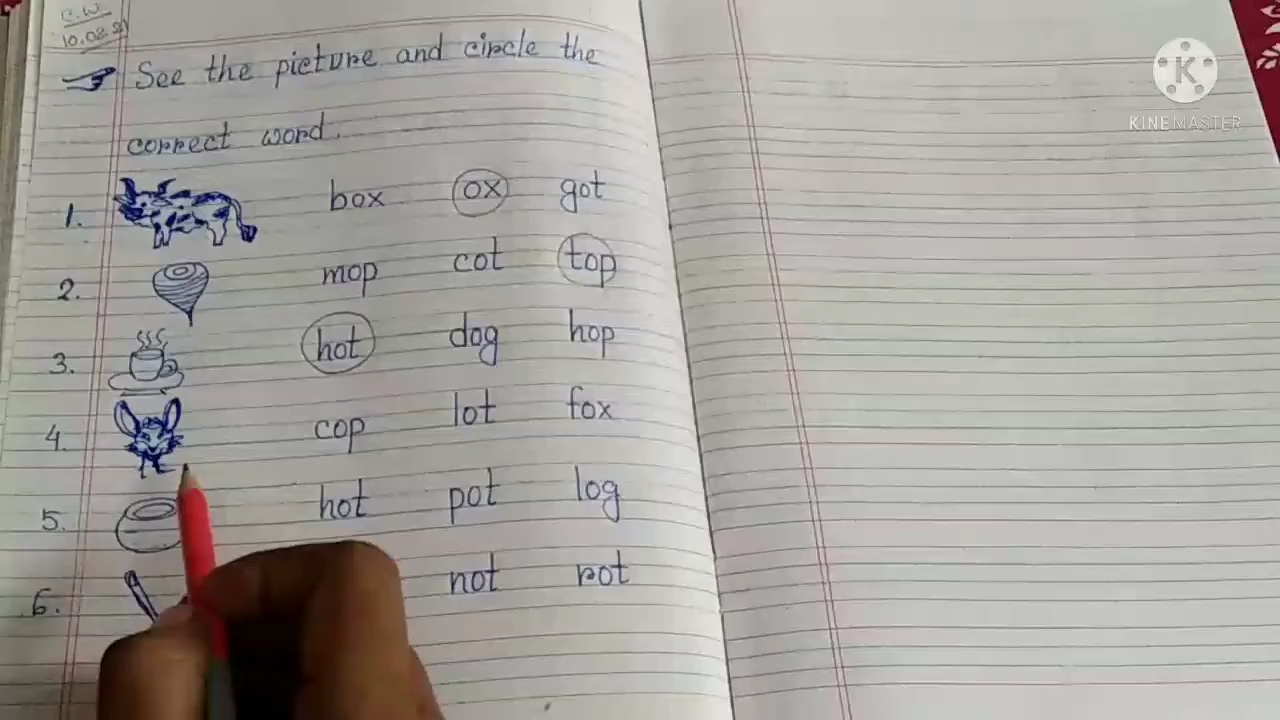 C.W.
10.08.21
See the picture and circle the
correct word.
1. box ox got
2. mop cot top
3. hot dog hop
4. cop lot fox
5. hot pot log
6. not rot
K
KINEMASTER